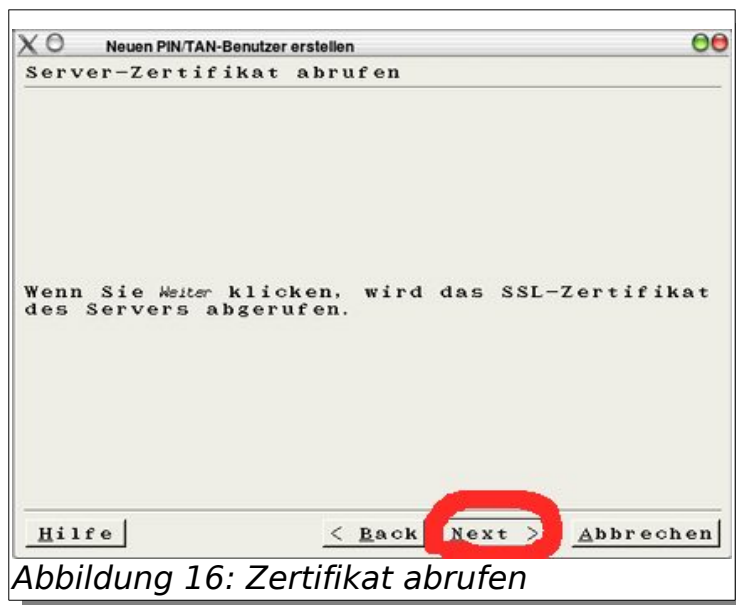 Neuen PIN/TAN-Benutzer erstellen
Server-Zertifikat abrufen
Wenn Sie Weiter klicken, wird das SSL-Zertifikat
des Servers abgerufen.
Hilfe
< Back
Next >
Abbrechen
Abbildung 16: Zertifikat abrufen